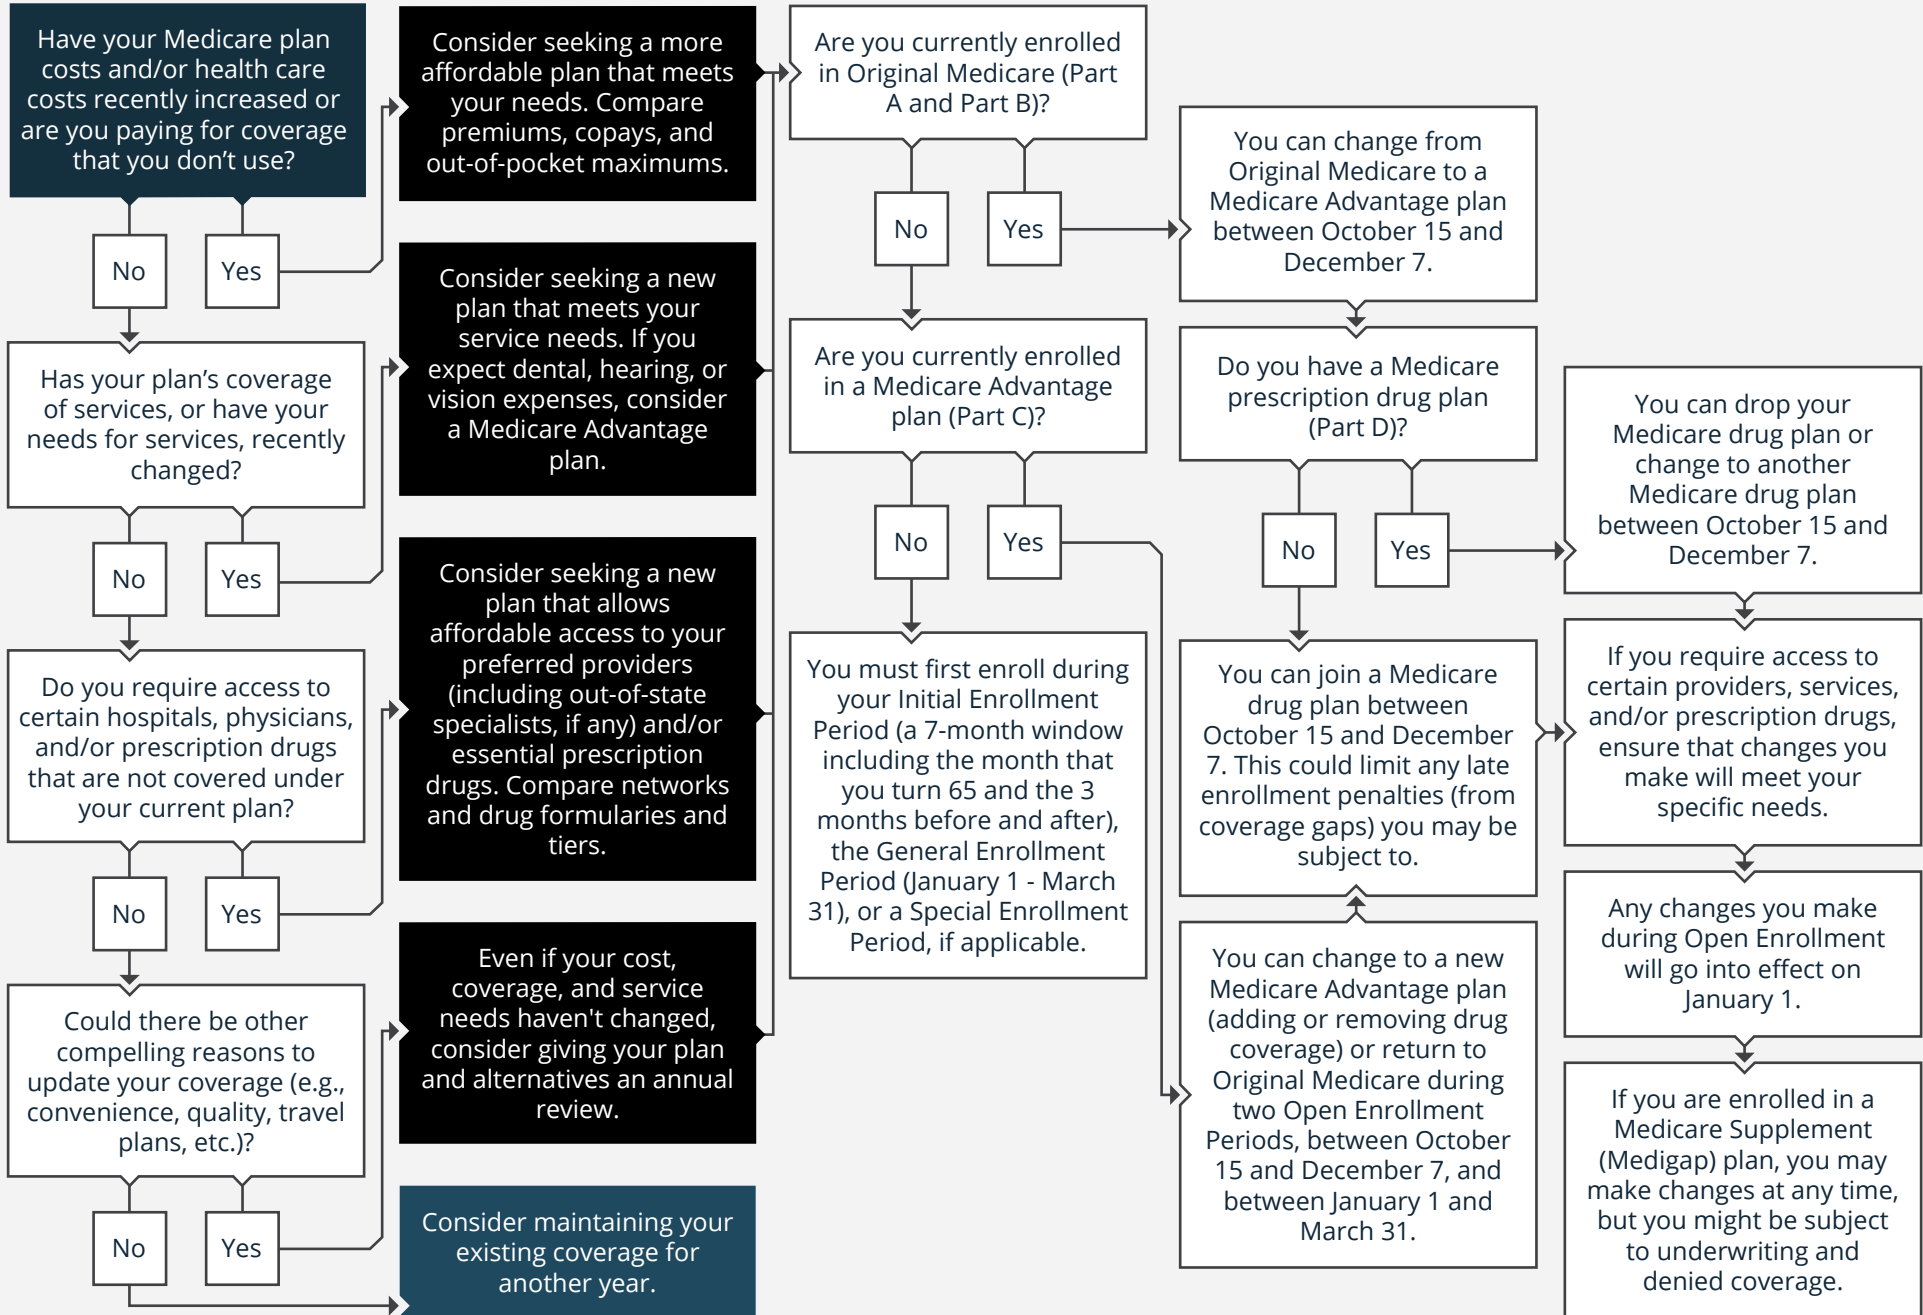 Have your Medicare plan
costs and/or health care
costs recently increased or
are you paying for coverage
that you don’t use?
No
Yes
Has your plan’s coverage
of services, or have your
needs for services, recently
changed?
No
Yes
Do you require access to
certain hospitals, physicians,
and/or prescription drugs
that are not covered under
your current plan?
No
Yes
Could there be other
compelling reasons to
update your coverage (e.g.,
convenience, quality, travel
plans, etc.)?
No
Yes
Consider seeking a more
affordable plan that meets
your needs. Compare
premiums, copays, and
out-of-pocket maximums.
Consider seeking a new
plan that meets your
service needs. If you
expect dental, hearing, or
vision expenses, consider
a Medicare Advantage
plan.
Consider seeking a new
plan that allows
affordable access to your
preferred providers
(including out-of-state
specialists, if any) and/or
essential prescription
drugs. Compare networks
and drug formularies and
tiers.
Even if your cost,
coverage, and service
needs haven't changed,
consider giving your plan
and alternatives an annual
review.
Consider maintaining your
existing coverage for
another year.
Are you currently enrolled
in Original Medicare (Part
A and Part B)?
No
Yes
Are you currently enrolled
in a Medicare Advantage
plan (Part C)?
No
Yes
You must first enroll during
your Initial Enrollment
Period (a 7-month window
including the month that
you turn 65 and the 3
months before and after),
the General Enrollment
Period (January 1 - March
31), or a Special Enrollment
Period, if applicable.
You can change from
Original Medicare to a
Medicare Advantage plan
between October 15 and
December 7.
Do you have a Medicare
prescription drug plan
(Part D)?
No
Yes
You can join a Medicare
drug plan between
October 15 and December
7. This could limit any late
enrollment penalties (from
coverage gaps) you may be
subject to.
You can change to a new
Medicare Advantage plan
(adding or removing drug
coverage) or return to
Original Medicare during
two Open Enrollment
Periods, between October
15 and December 7, and
between January 1 and
March 31.
You can drop your
Medicare drug plan or
change to another
Medicare drug plan
between October 15 and
December 7.
If you require access to
certain providers, services,
and/or prescription drugs,
ensure that changes you
make will meet your
specific needs.
Any changes you make
during Open Enrollment
will go into effect on
January 1.
If you are enrolled in a
Medicare Supplement
(Medigap) plan, you may
make changes at any time,
but you might be subject
to underwriting and
denied coverage.